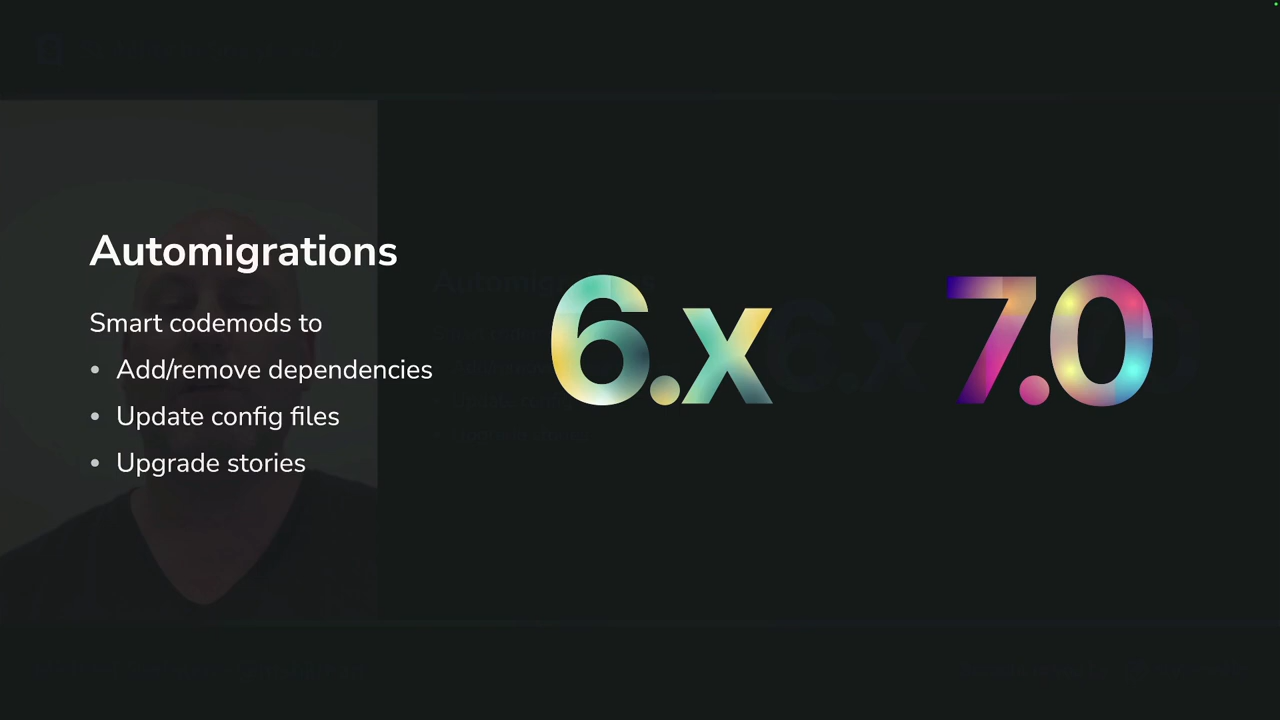 Automigrations
Smart codemods to
• Add/remove dependencies
• Update config files
• Upgrade stories
6.x
7.0